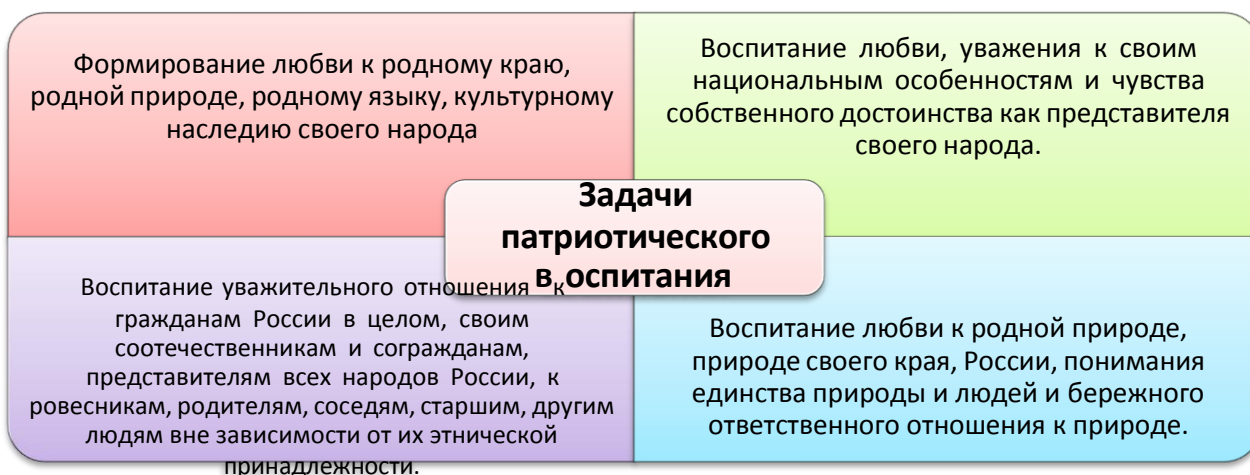 Формирование любви к родному краю,
родной природе, родному языку, культурному
наследию своего народа
Воспитание любви, уважения к своим
национальным особенностям и чувства
собственного достоинства как представителя
своего народа.
Задачи
патриотического
в оспитания
Воспитание уважительного отношения к
гражданам России в целом, своим
соотечественникам и согражданам,
представителям всех народов России, к
ровесникам, родителям, соседям, старшим, другим
людям вне зависимости от их этнической
принадлежности.
Воспитание любви к родной природе,
природе своего края, России, понимания
единства природы и людей и бережного
ответственного отношения к природе.